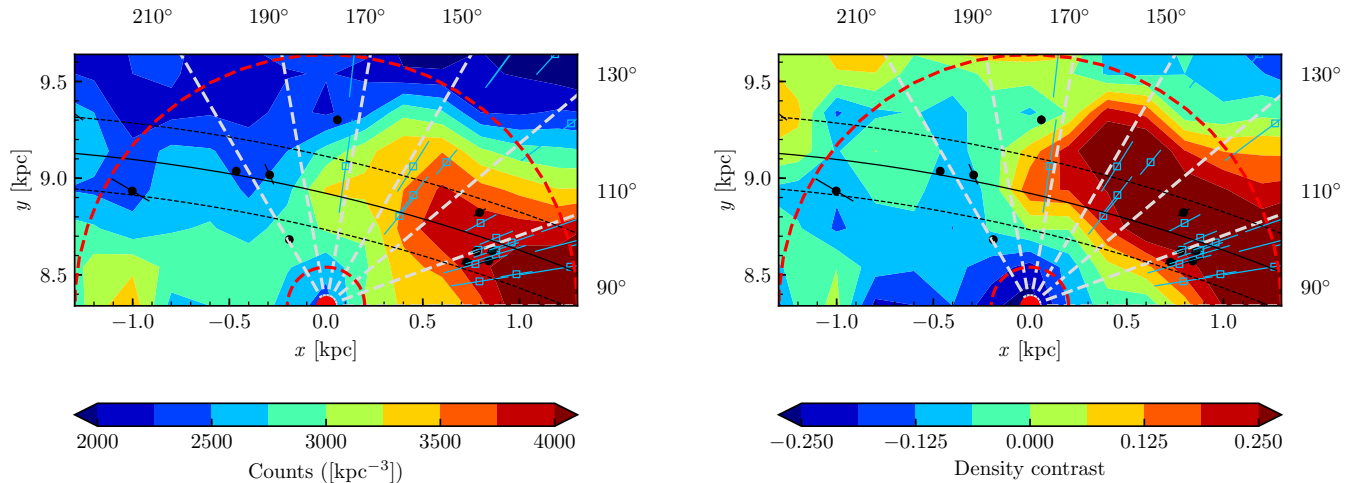 210° 190° 170° 150° 210° 190° 170° 150°
9.5 130° 9.5 130°
9.0 110° 9.0 110°
8.5 90° 8.5 90°
y [kpc] y [kpc]
−1.0 −0.5 0.0 0.5 1.0 −1.0 −0.5 0.0 0.5 1.0
x [kpc] x [kpc]
2000 2500 3000 3500 4000 −0.250 −0.125 0.000 0.125 0.250
Counts ([kpc⁻³]) Density contrast